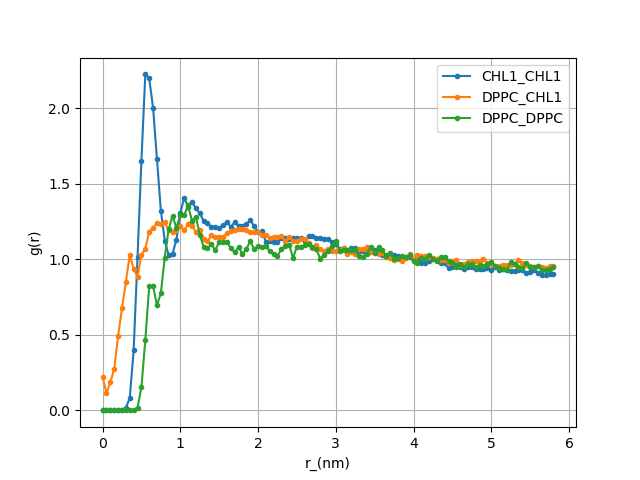 CHL1_CHL1
DPPC_CHL1
DPPC_DPPC
2.0
1.5
1.0
0.5
0.0
g(r)
0 1 2 3 4 5 6
r_(nm)